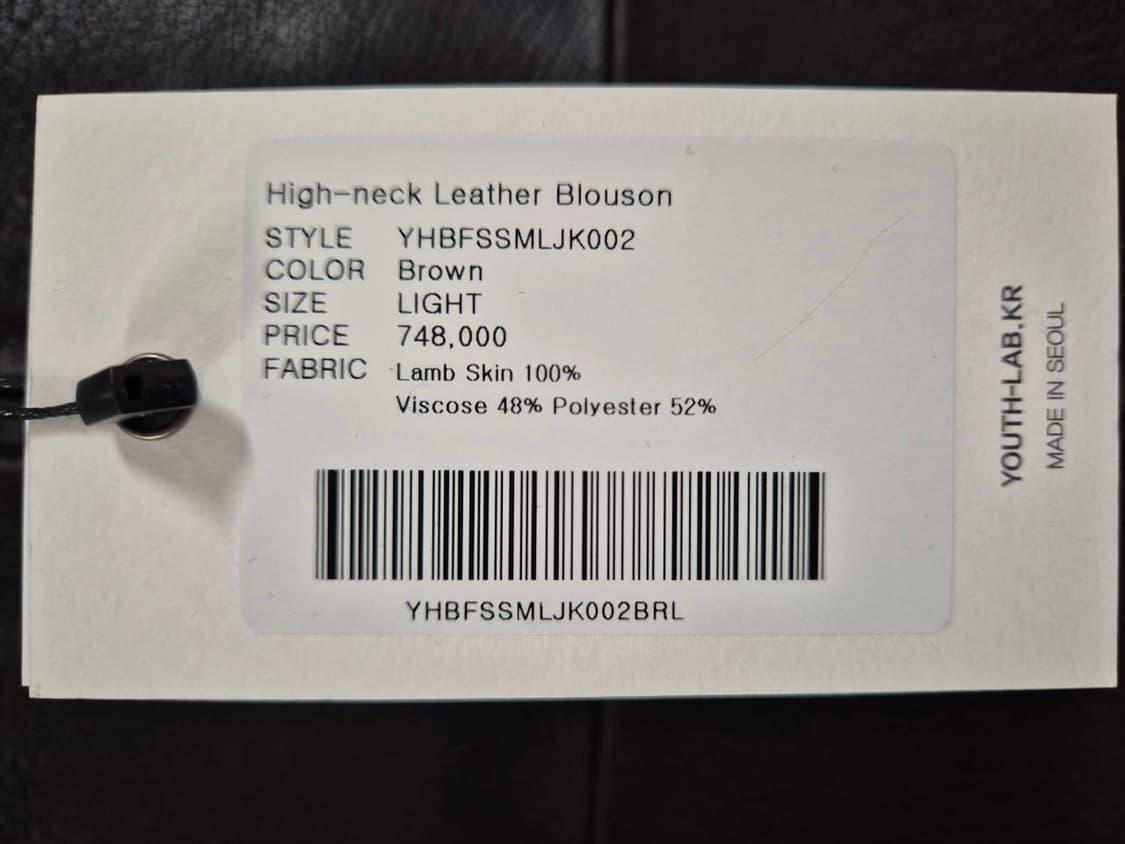 High-neck Leather Blouson
STYLE YHBFSSMLJK002
COLOR Brown
SIZE LIGHT
PRICE 748,000
FABRIC Lamb Skin 100%
Viscose 48% Polyester 52%
YHBFSSMLJK002BRL
YOUTH-LAB.KR
MADE IN SEOUL